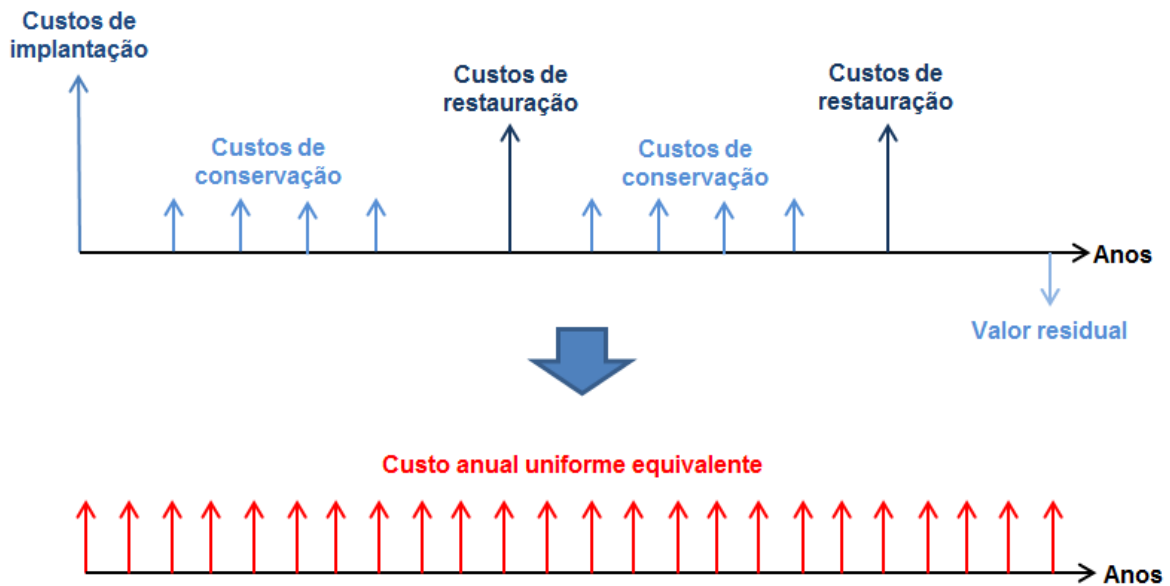 Custos de
implantação
Custos de
restauração
Custos de
restauração
Custos de
conservação
Custos de
conservação
Anos
Valor residual
Custo anual uniforme equivalente
Anos